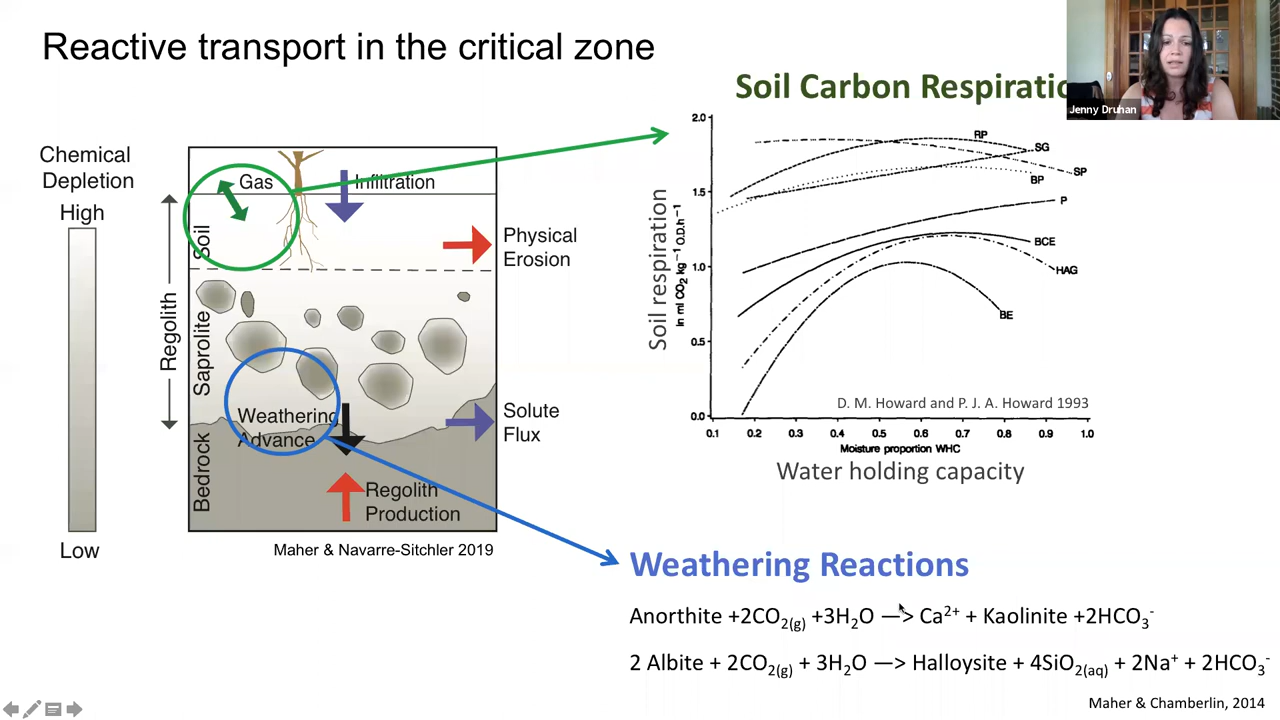 Reactive transport in the critical zone
Jenny Druhan
Chemical
Depletion
High
Low
Regolith
Soil
Saprolite
Bedrock
Gas
Infiltration
Physical
Erosion
Weathering
Advance
Solute
Flux
Regolith
Production
Maher & Navarre-Sitchler 2019
Soil Carbon Respiratio
Soil respiration
in ml CO2 kg⁻¹ O.D.h⁻¹
2.0
1.5
1.0
0.5
0.0
RP
SG
SP
BP
P
BCE
HAG
BE
D. M. Howard and P. J. A. Howard 1993
0.1 0.2 0.3 0.4 0.5 0.6 0.7 0.8 0.9 1.0
Moisture proportion WHC
Water holding capacity
Weathering Reactions
Anorthite +2CO2(g) +3H2O —> Ca2+ + Kaolinite +2HCO3-
2 Albite + 2CO2(g) + 3H2O —> Halloysite + 4SiO2(aq) + 2Na+ + 2HCO3-
Maher & Chamberlin, 2014